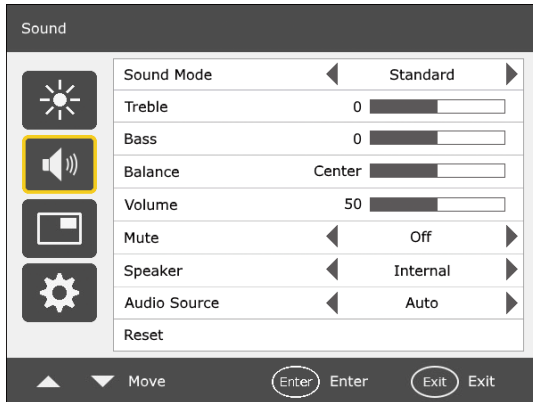 Sound
Sound Mode Standard
Treble 0
Bass 0
Balance Center
Volume 50
Mute Off
Speaker Internal
Audio Source Auto
Reset
Move Enter Enter Exit Exit